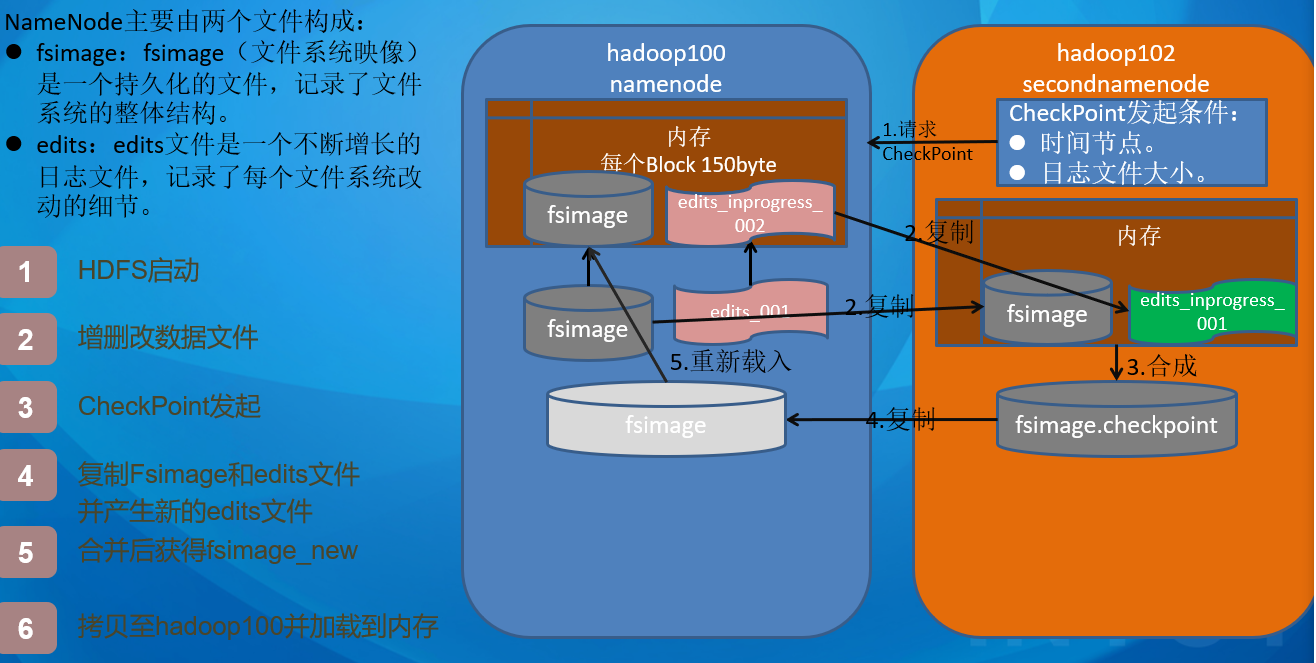 NameNode主要由两个文件构成：
fsimage：fsimage（文件系统映像）
是一个持久化的文件，记录了文件
系统的整体结构。
edits：edits文件是一个不断增长的
日志文件，记录了每个文件系统改
动的细节。
1 HDFS启动
2 增删改数据文件
3 CheckPoint发起
4 复制Fsimage和edits文件
并产生新的edits文件
5 合并后获得fsimage_new
6 拷贝至hadoop100并加载到内存
hadoop100
namenode
内存
每个Block 150byte
fsimage
edits_inprogress_
002
fsimage
edits_001
5.重新载入
fsimage
1.请求
CheckPoint
2.复制
2.复制
4.复制
hadoop102
secondnamenode
CheckPoint发起条件：
时间节点。
日志文件大小。
内存
fsimage
edits_inprogress_
001
3.合成
fsimage.checkpoint